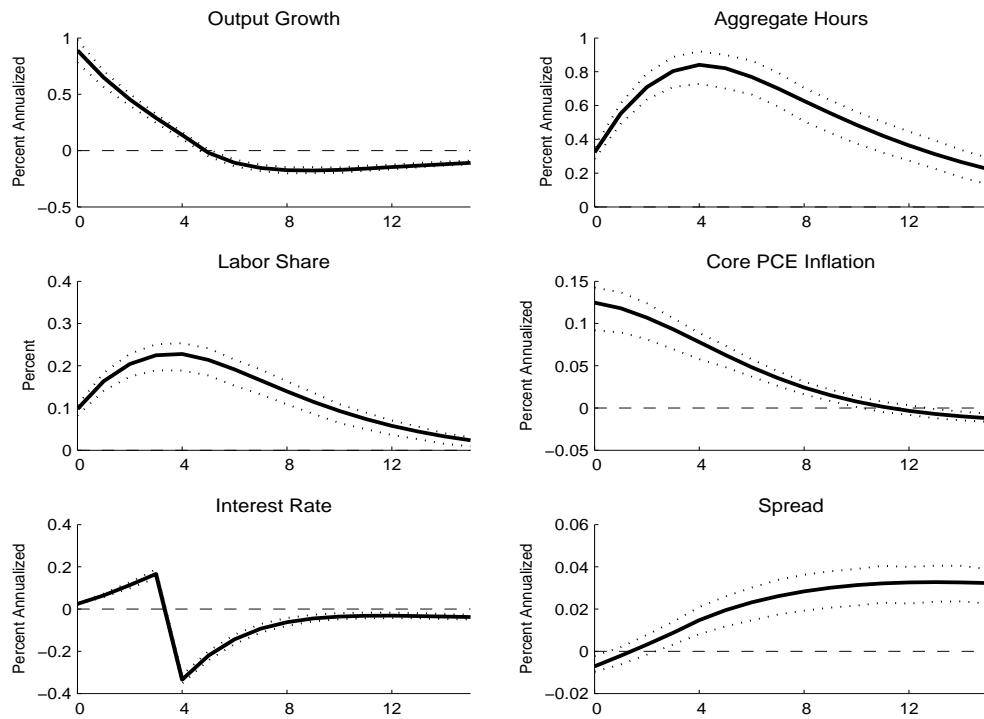 Output Growth
Percent Annualized
1
0.5
0
−0.5
0 4 8 12
Aggregate Hours
Percent Annualized
1
0.8
0.6
0.4
0.2
0
0 4 8 12
Labor Share
Percent
0.4
0.3
0.2
0.1
0
0 4 8 12
Core PCE Inflation
Percent Annualized
0.15
0.1
0.05
0
−0.05
0 4 8 12
Interest Rate
Percent Annualized
0.4
0.2
0
−0.2
−0.4
0 4 8 12
Spread
Percent Annualized
0.06
0.04
0.02
0
−0.02
0 4 8 12